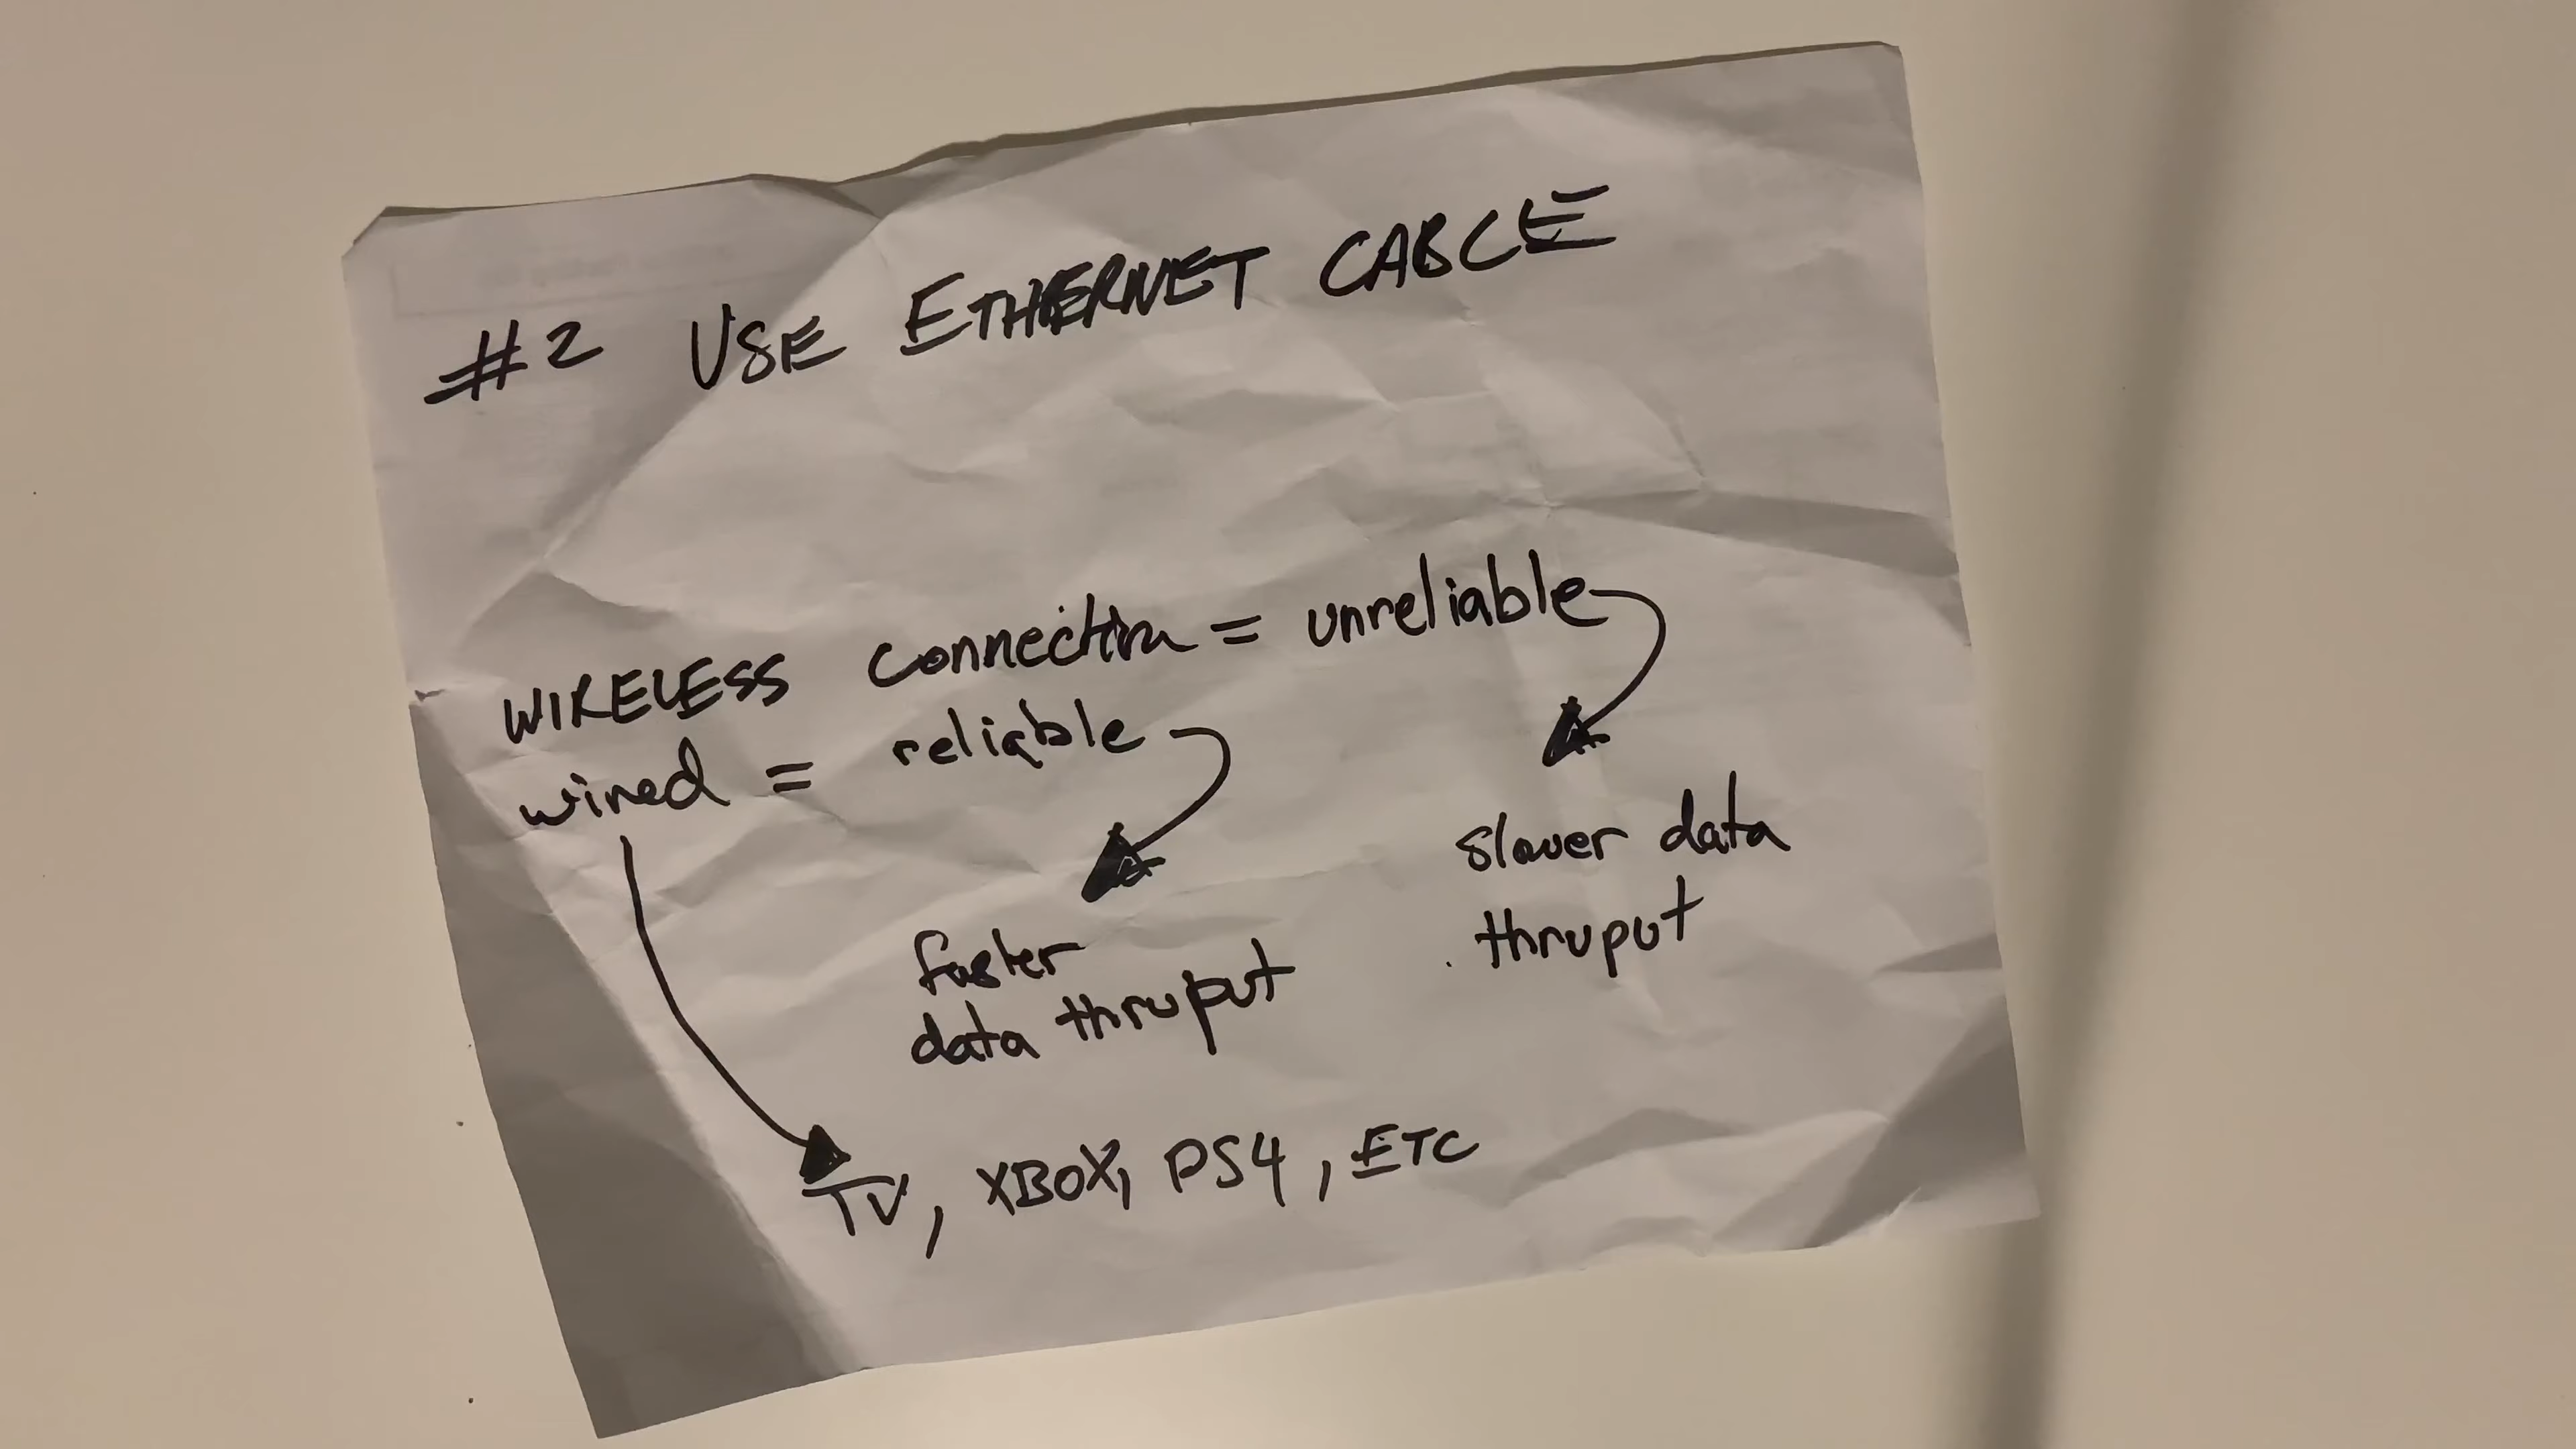 #2 USE ETHERNET CABLE
WIRELESS connection = unreliable
wired = reliable
slower data
thruput
faster
data thruput
TV, XBOX, PS4, ETC